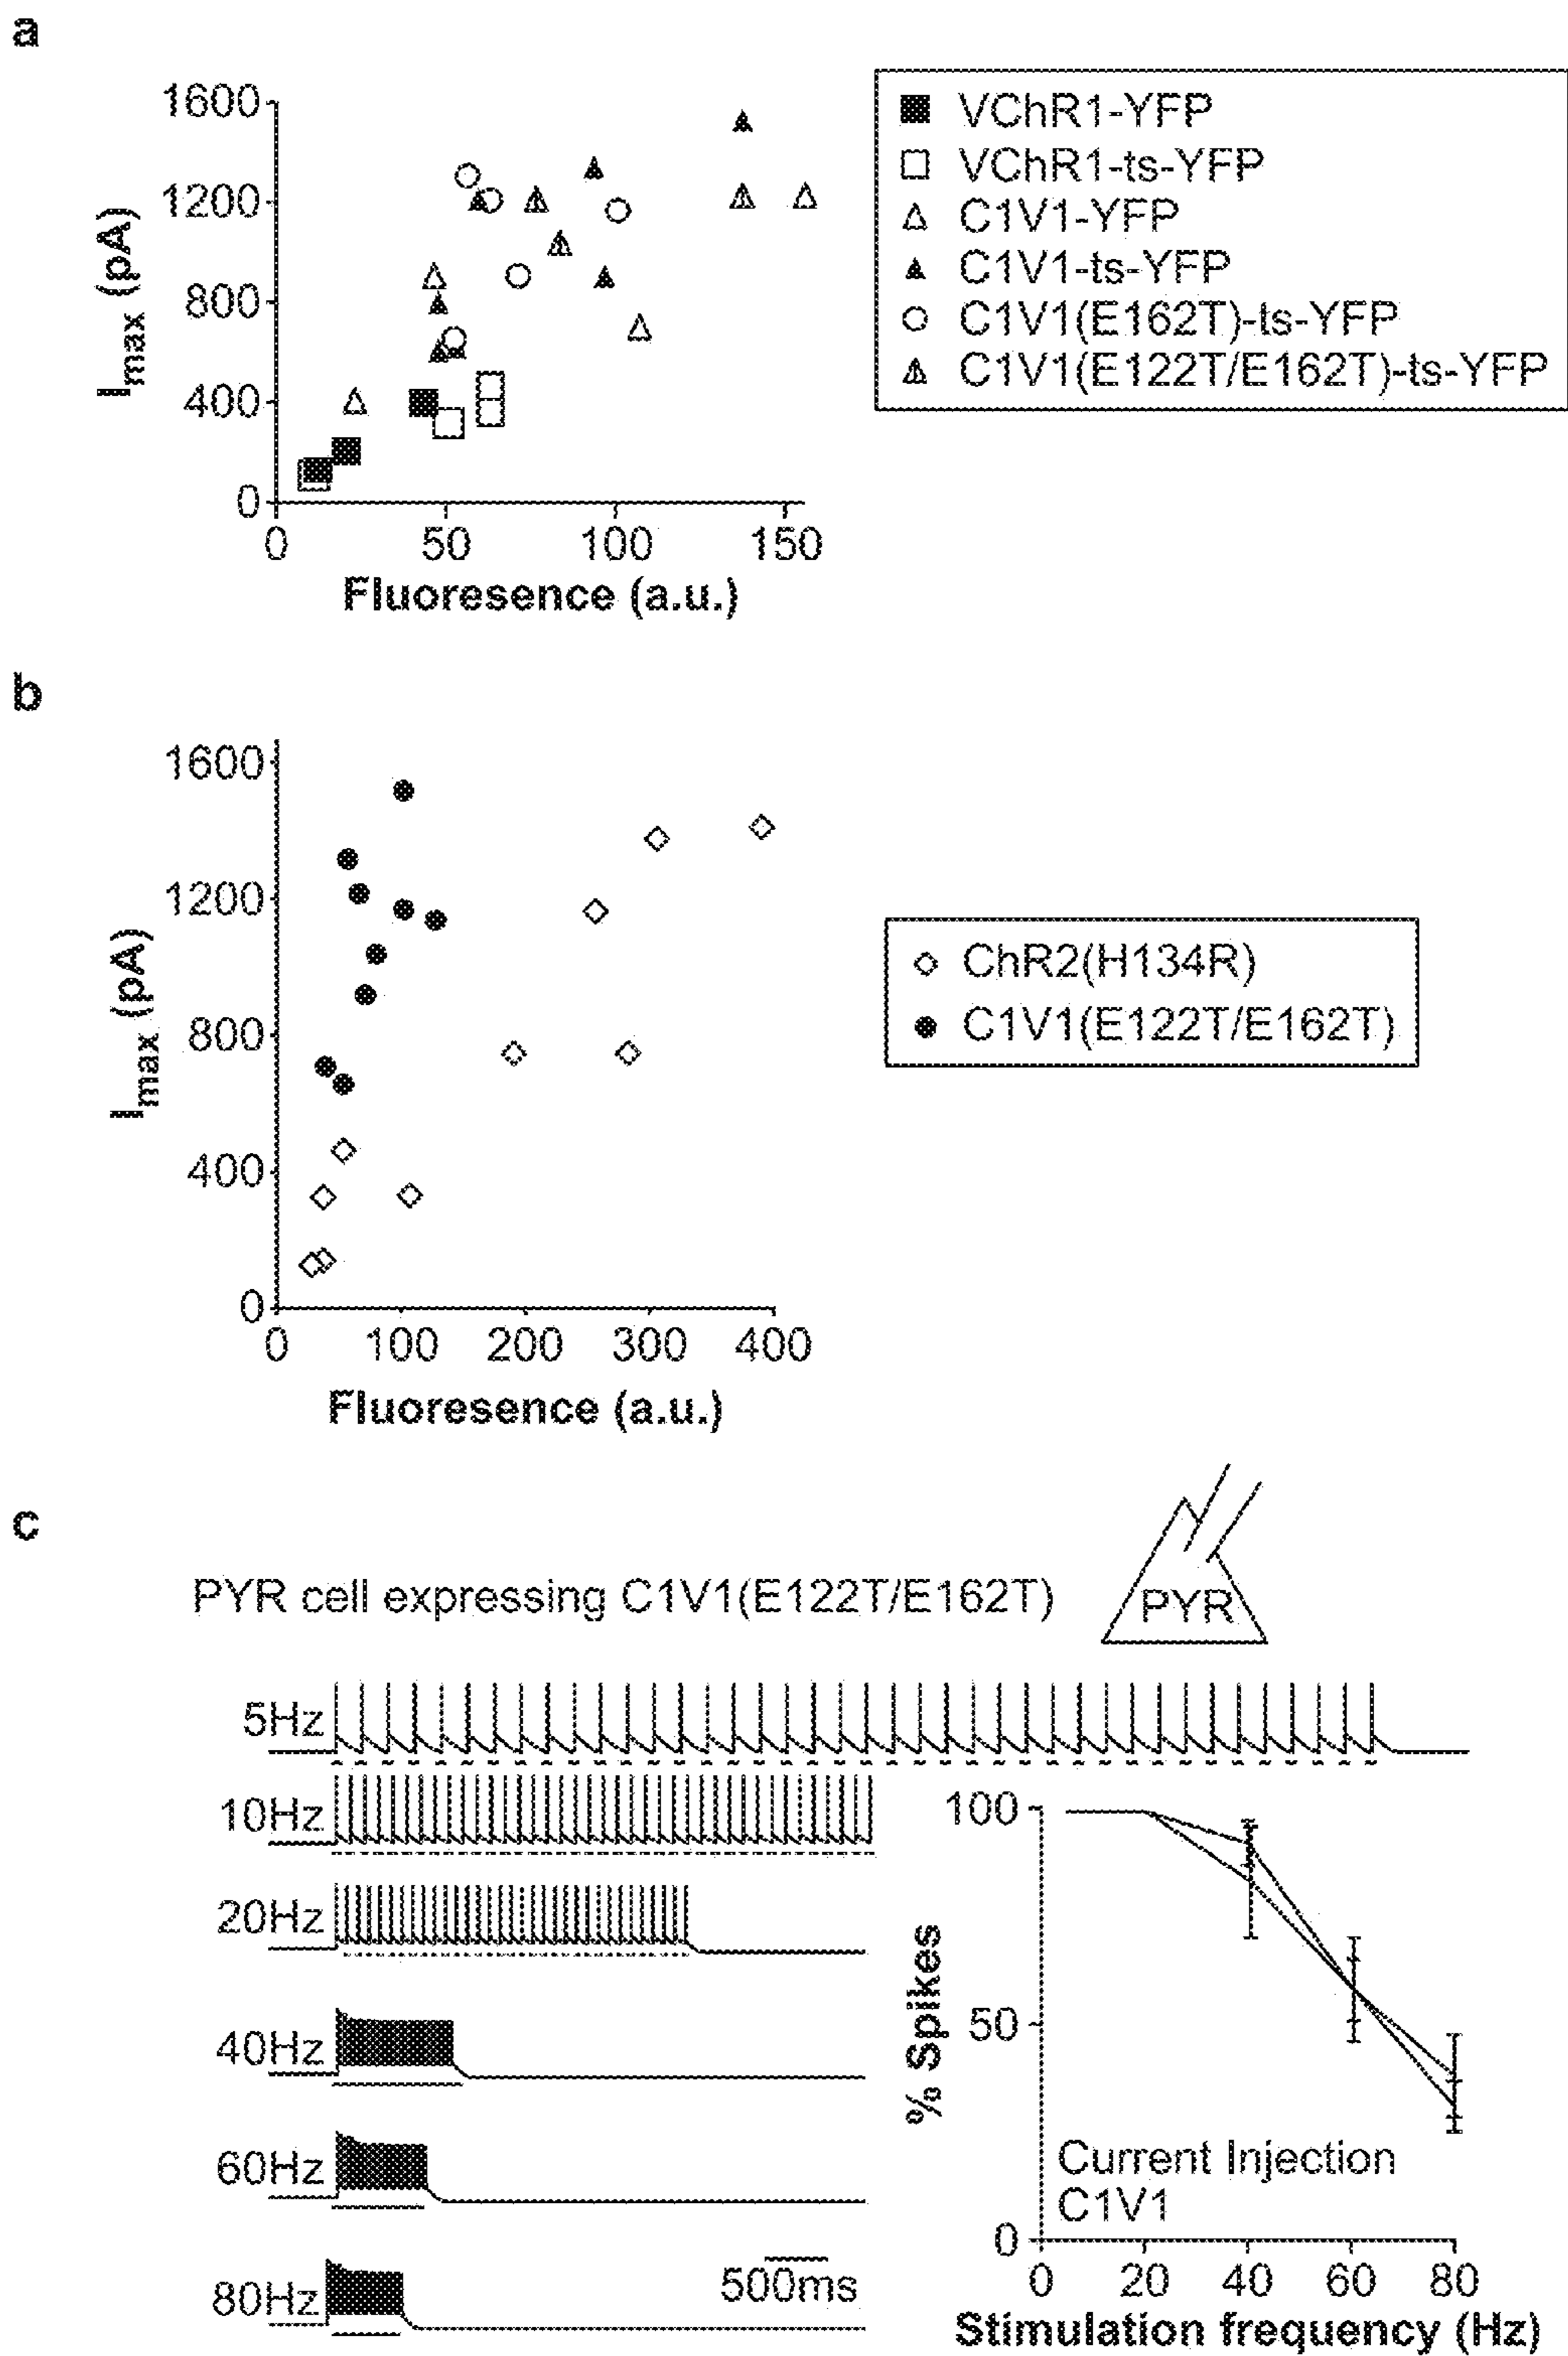 a
1600
1200
800
400
0
0 50 100 150
I max (pA)
Fluoresence (a.u.)
VChR1-YFP
VChR1-ts-YFP
C1V1-YFP
C1V1-ts-YFP
C1V1(E162T)-ts-YFP
C1V1(E122T/E162T)-ts-YFP
b
1600
1200
800
400
0
0 100 200 300 400
I max (pA)
Fluoresence (a.u.)
ChR2(H134R)
C1V1(E122T/E162T)
c
PYR cell expressing C1V1(E122T/E162T)
PYR
5Hz
10Hz
20Hz
40Hz
60Hz
80Hz
500ms
100
50
0
% Spikes
Current Injection
C1V1
0 20 40 60 80
Stimulation frequency (Hz)